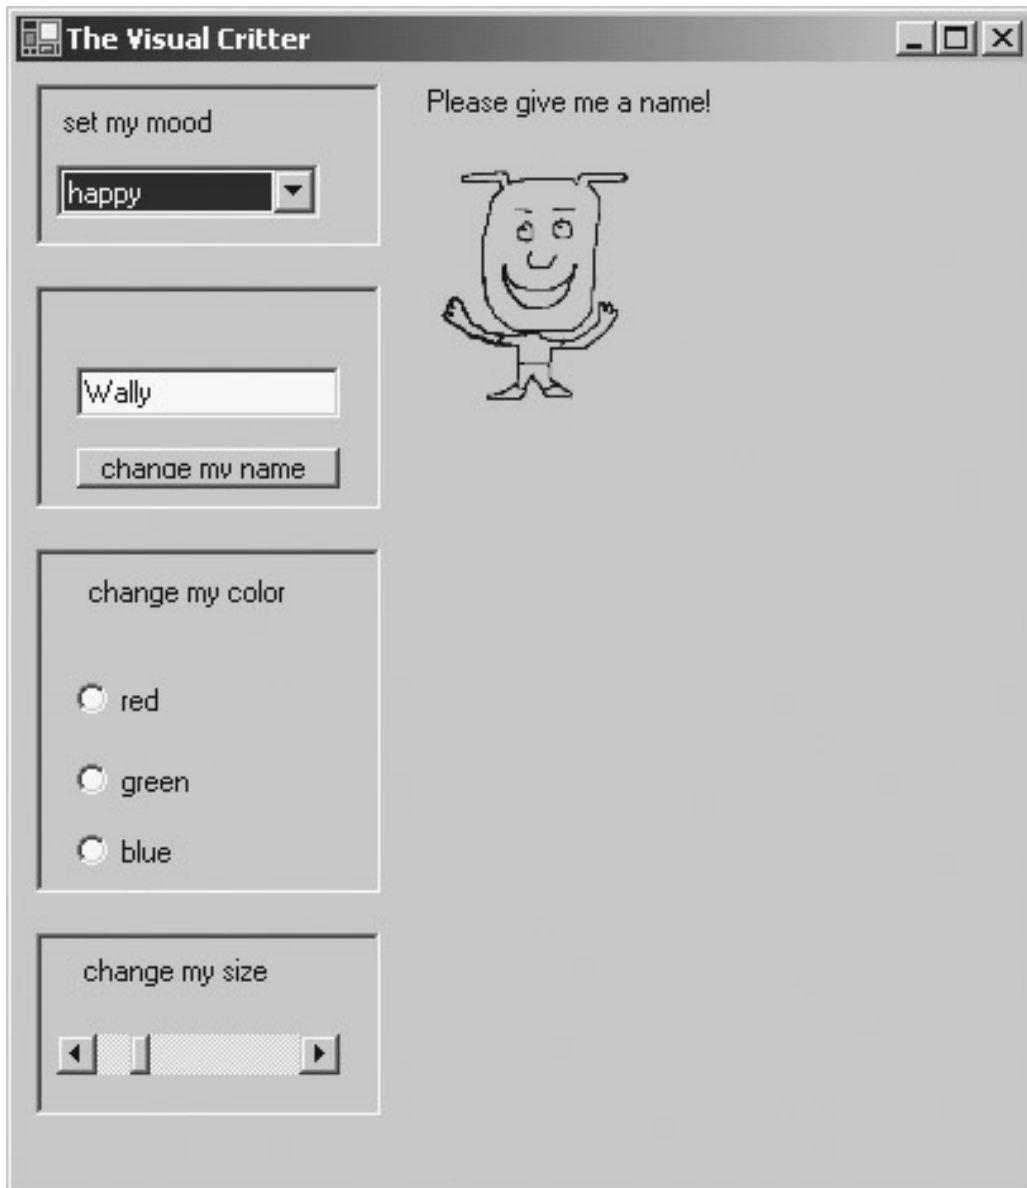 The Visual Critter
set my mood
happy
Please give me a name!
Wally
change my name
change my color
red
green
blue
change my size